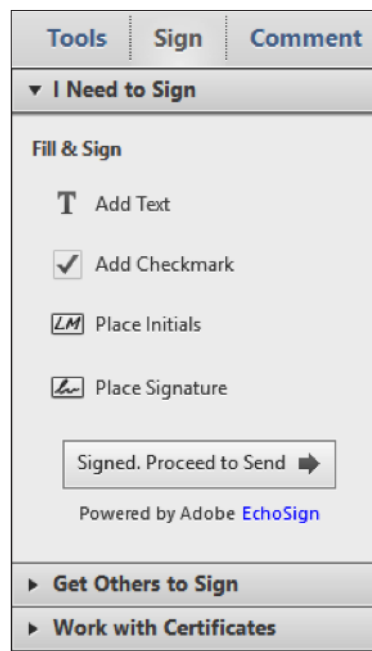 Tools Sign Comment
I Need to Sign
Fill & Sign
T Add Text
Add Checkmark
LM Place Initials
Place Signature
Signed. Proceed to Send
Powered by Adobe EchoSign
Get Others to Sign
Work with Certificates